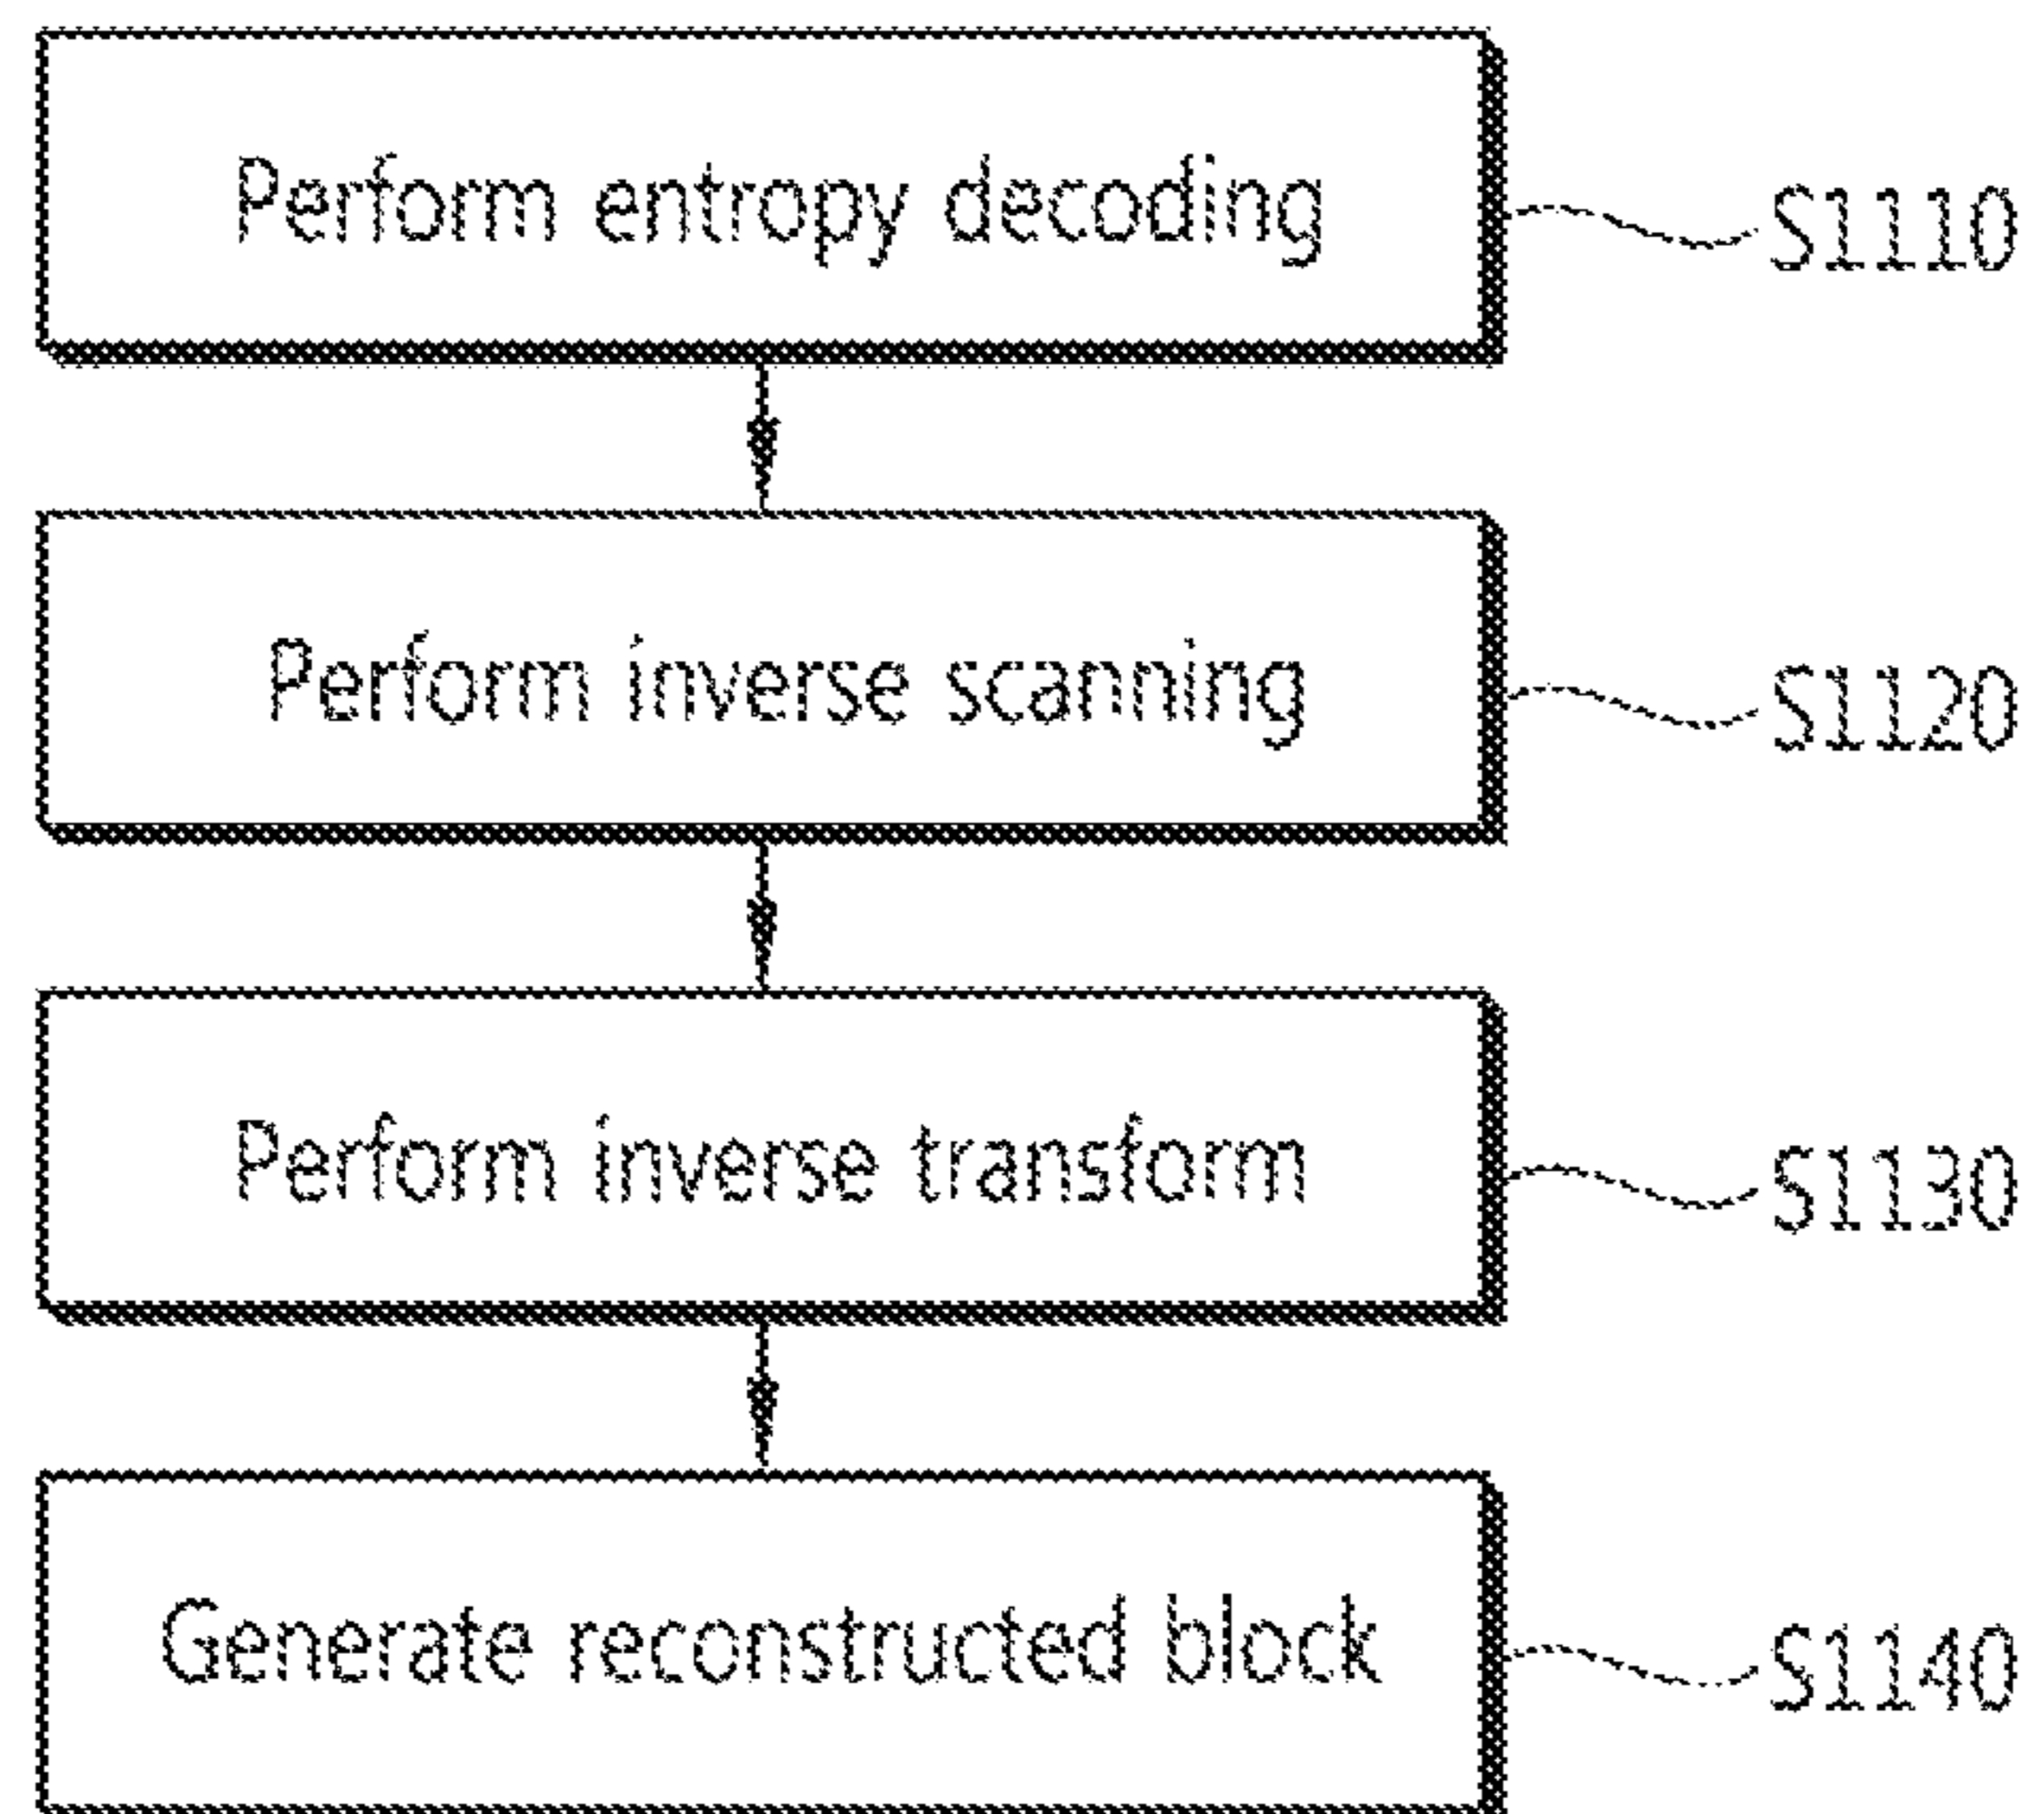 Perform entropy decoding S1110
Perform inverse scanning S1120
Perform inverse transform S1130
Generate reconstructed block S1140